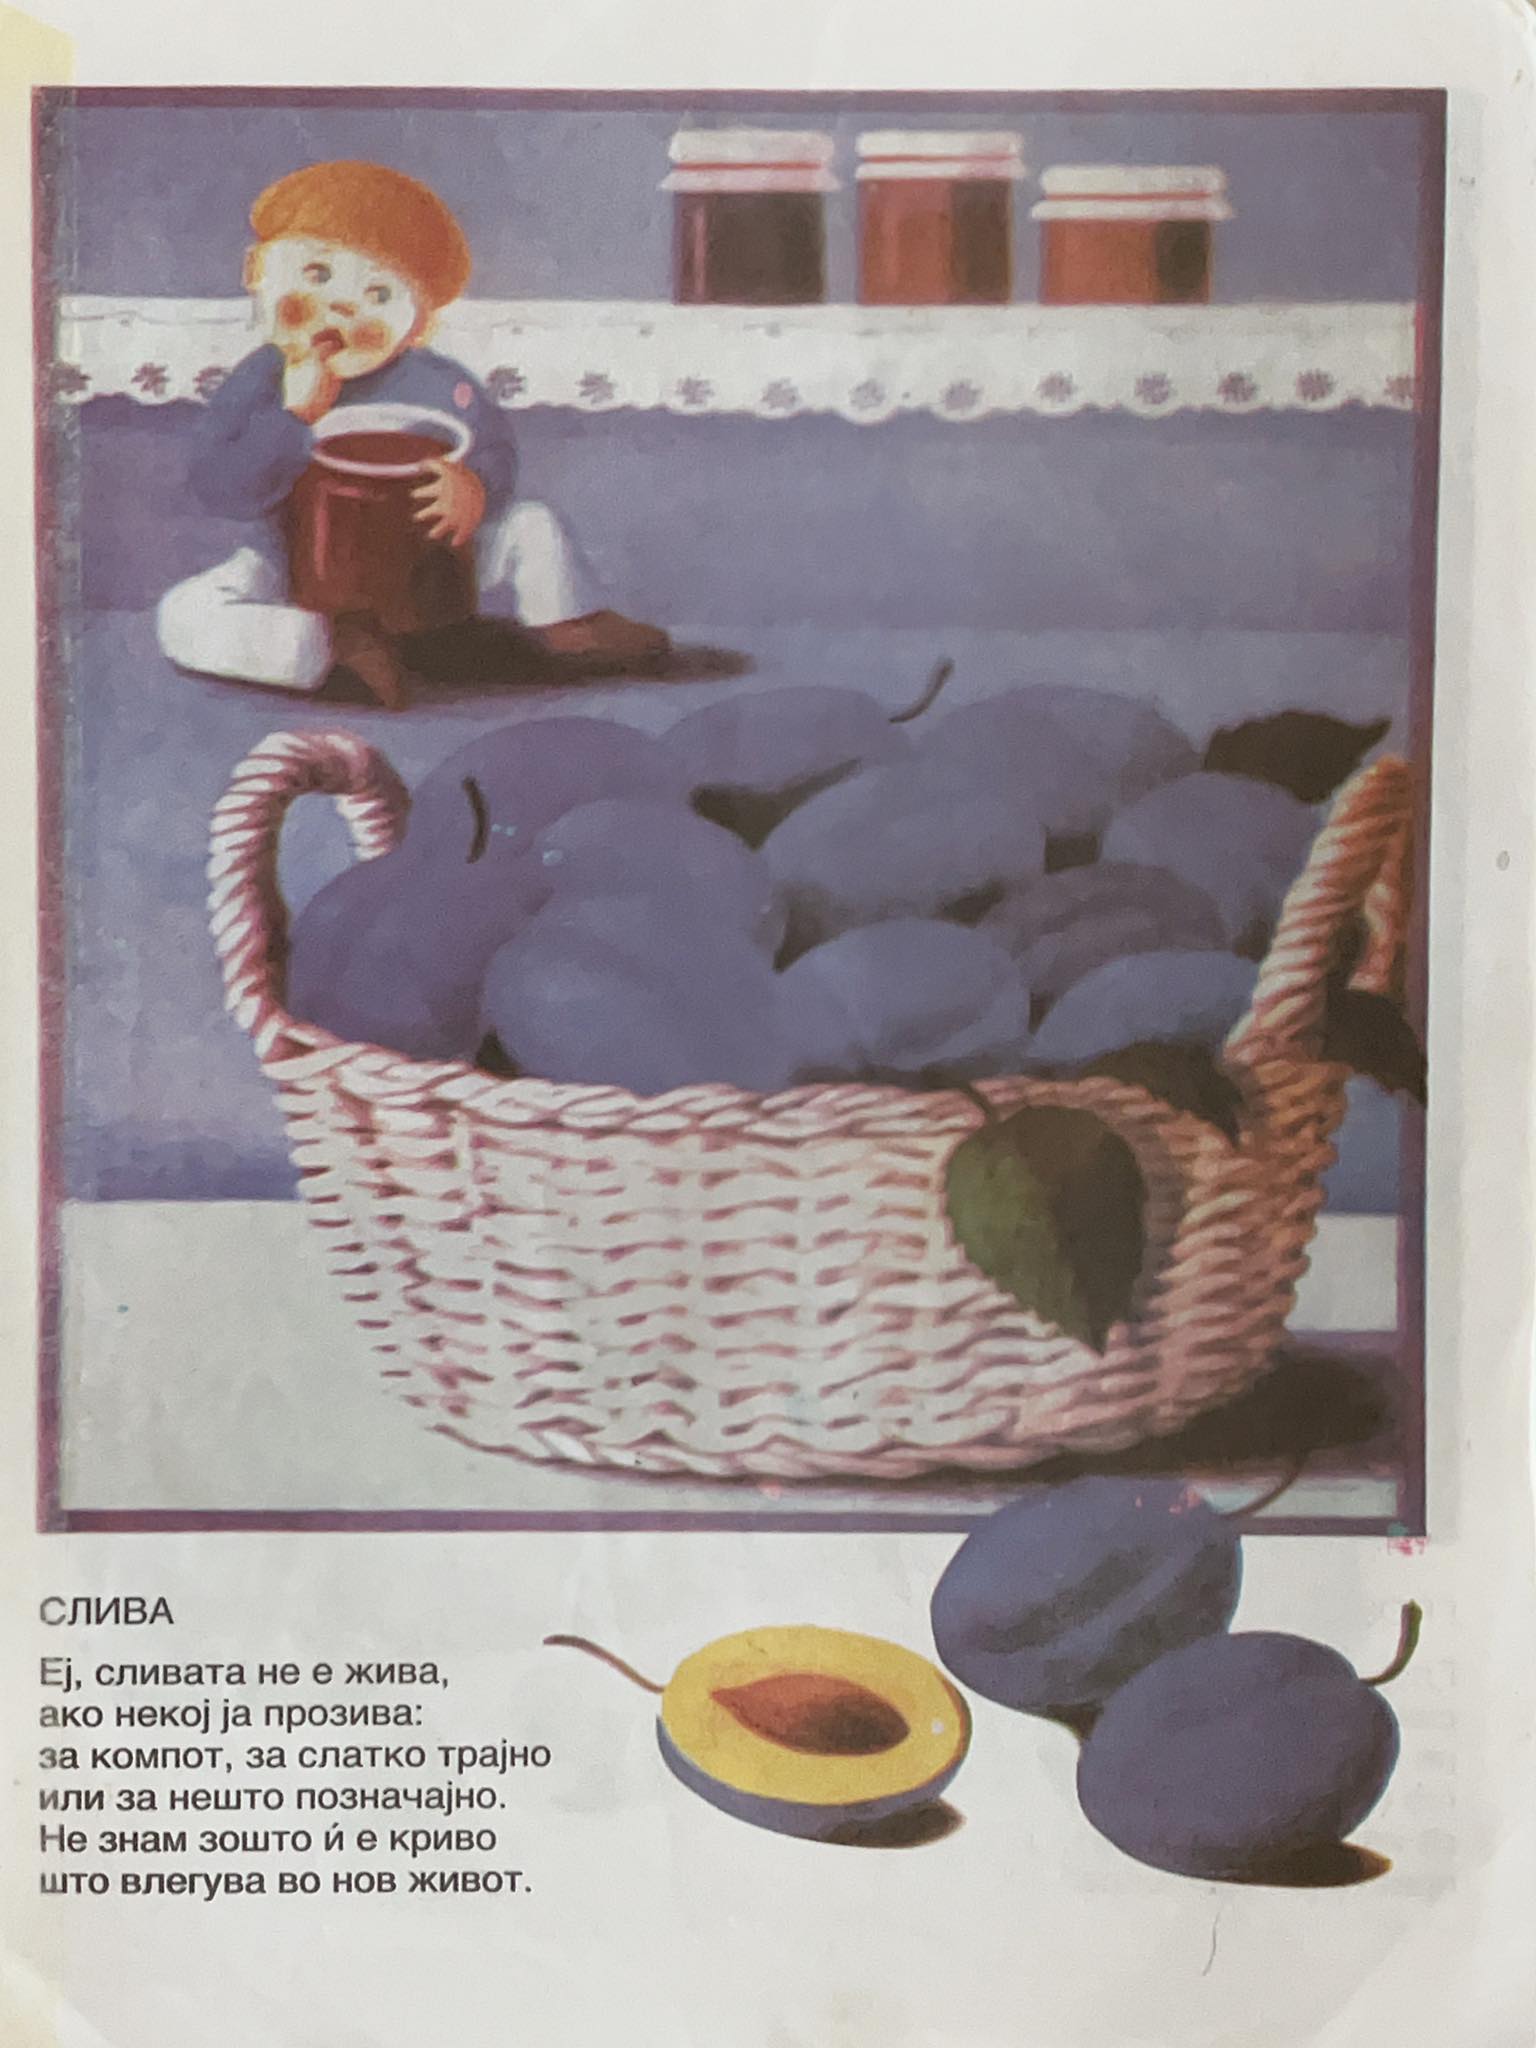 СЛИВА
Еј, сливата не е жива,
ако некој ја прозива:
за компот, за слатко трајно
или за нешто позначајно.
Не знам зошто ѝ е криво
што влегува во нов живот.